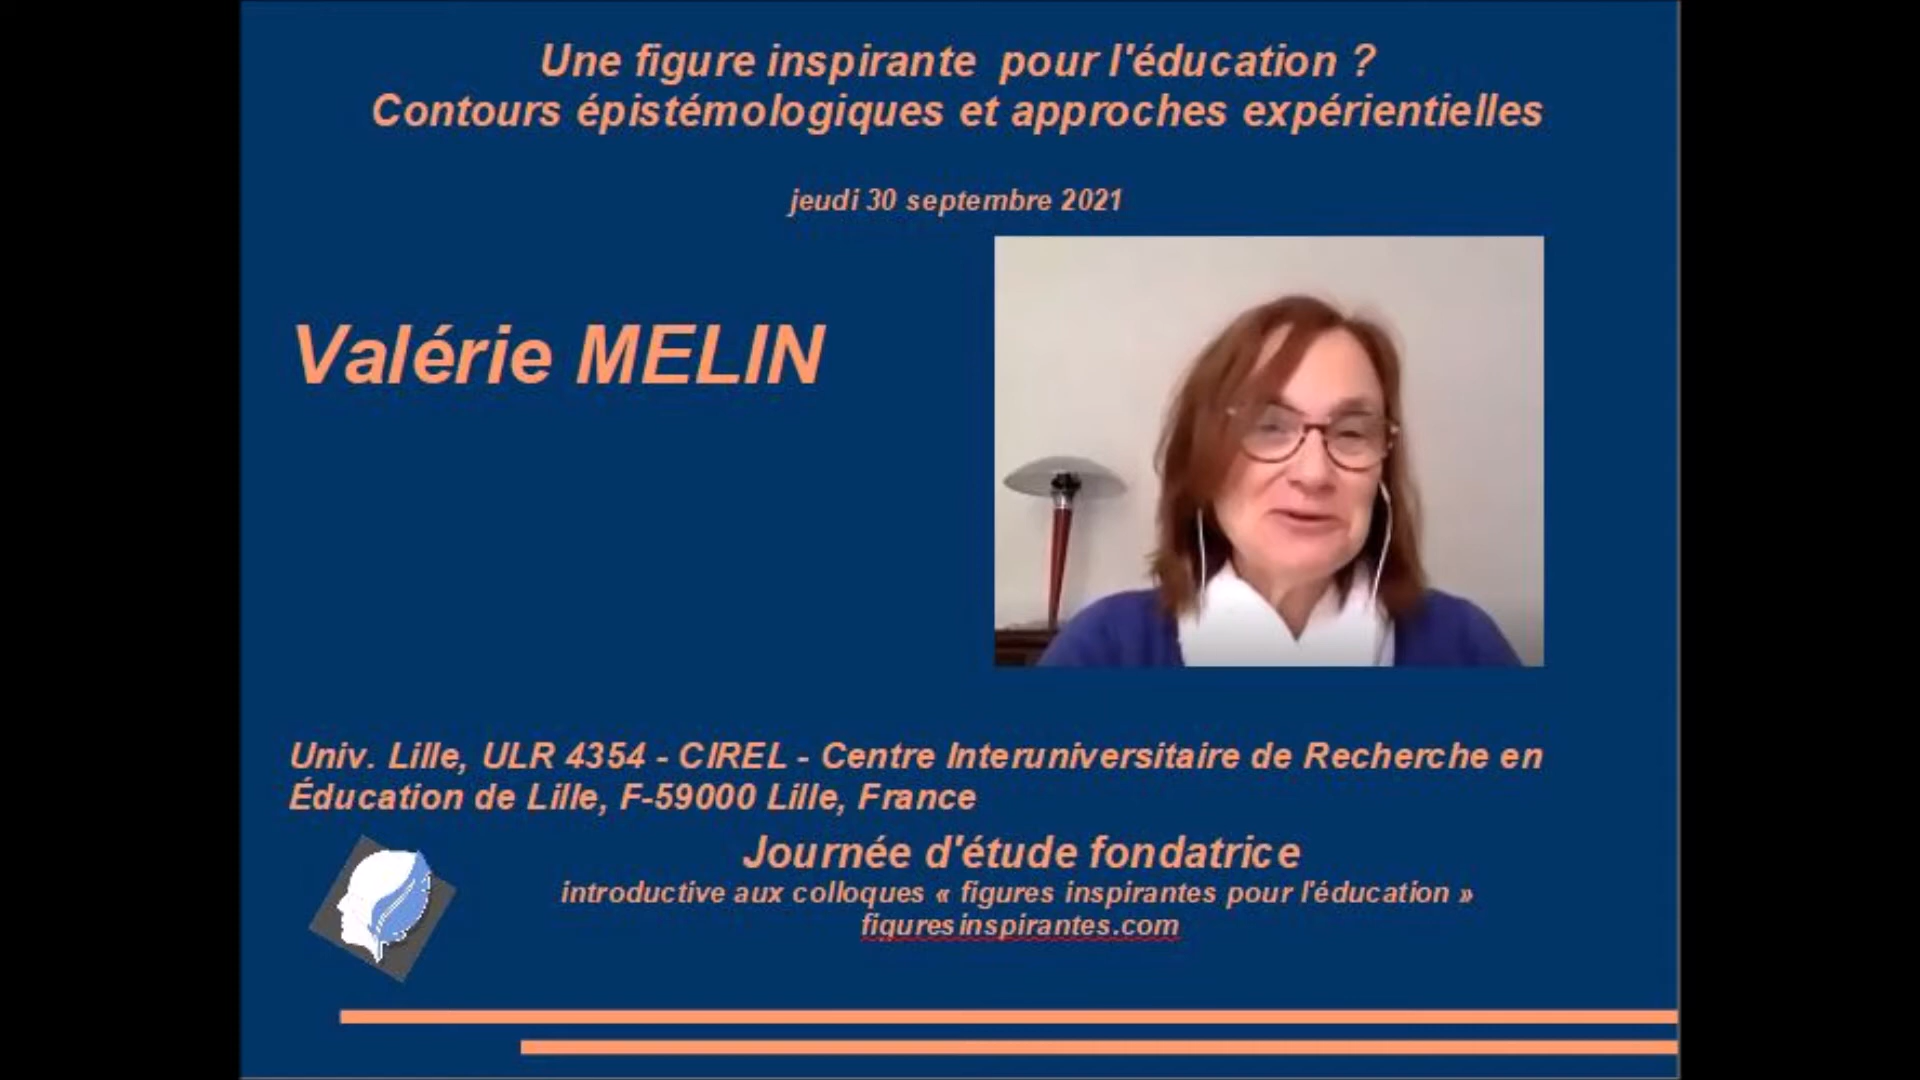 Une figure inspirante pour l'éducation ?
Contours épistémologiques et approches expérientielles
jeudi 30 septembre 2021
Valérie MELIN
Univ. Lille, ULR 4354 - CIREL - Centre Interuniversitaire de Recherche en
Éducation de Lille, F-59000 Lille, France
Journée d'étude fondatrice
introductive aux colloques « figures inspirantes pour l'éducation »
figuresinspirantes.com